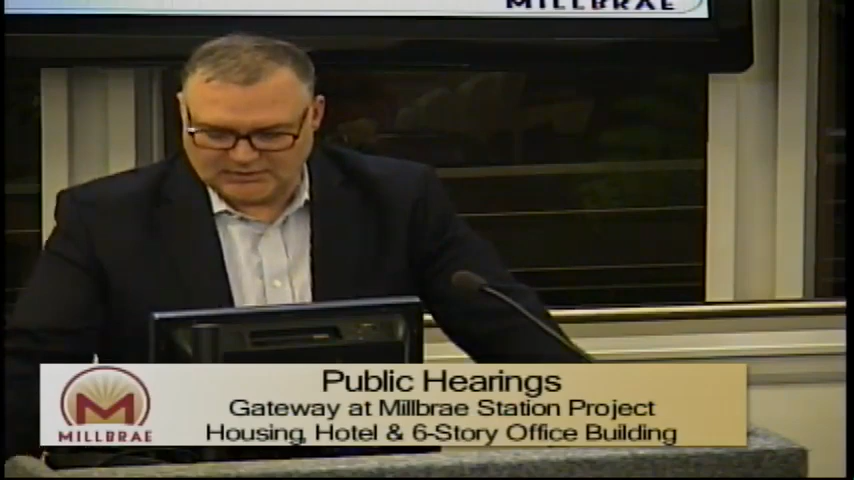 MILLBRAE
Public Hearings
Gateway at Millbrae Station Project
Housing, Hotel & 6-Story Office Building
M
MILLBRAE